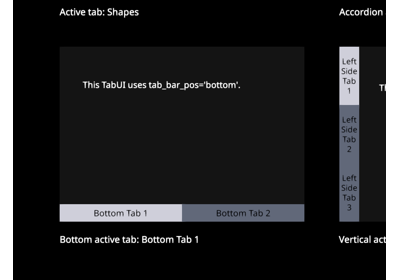 Active tab: Shapes
Accordion
This TabUI uses tab_bar_pos='bottom'.
Left
Side
Tab
1
Left
Side
Tab
2
Left
Side
Tab
3
Bottom Tab 1
Bottom Tab 2
Bottom active tab: Bottom Tab 1
Vertical act